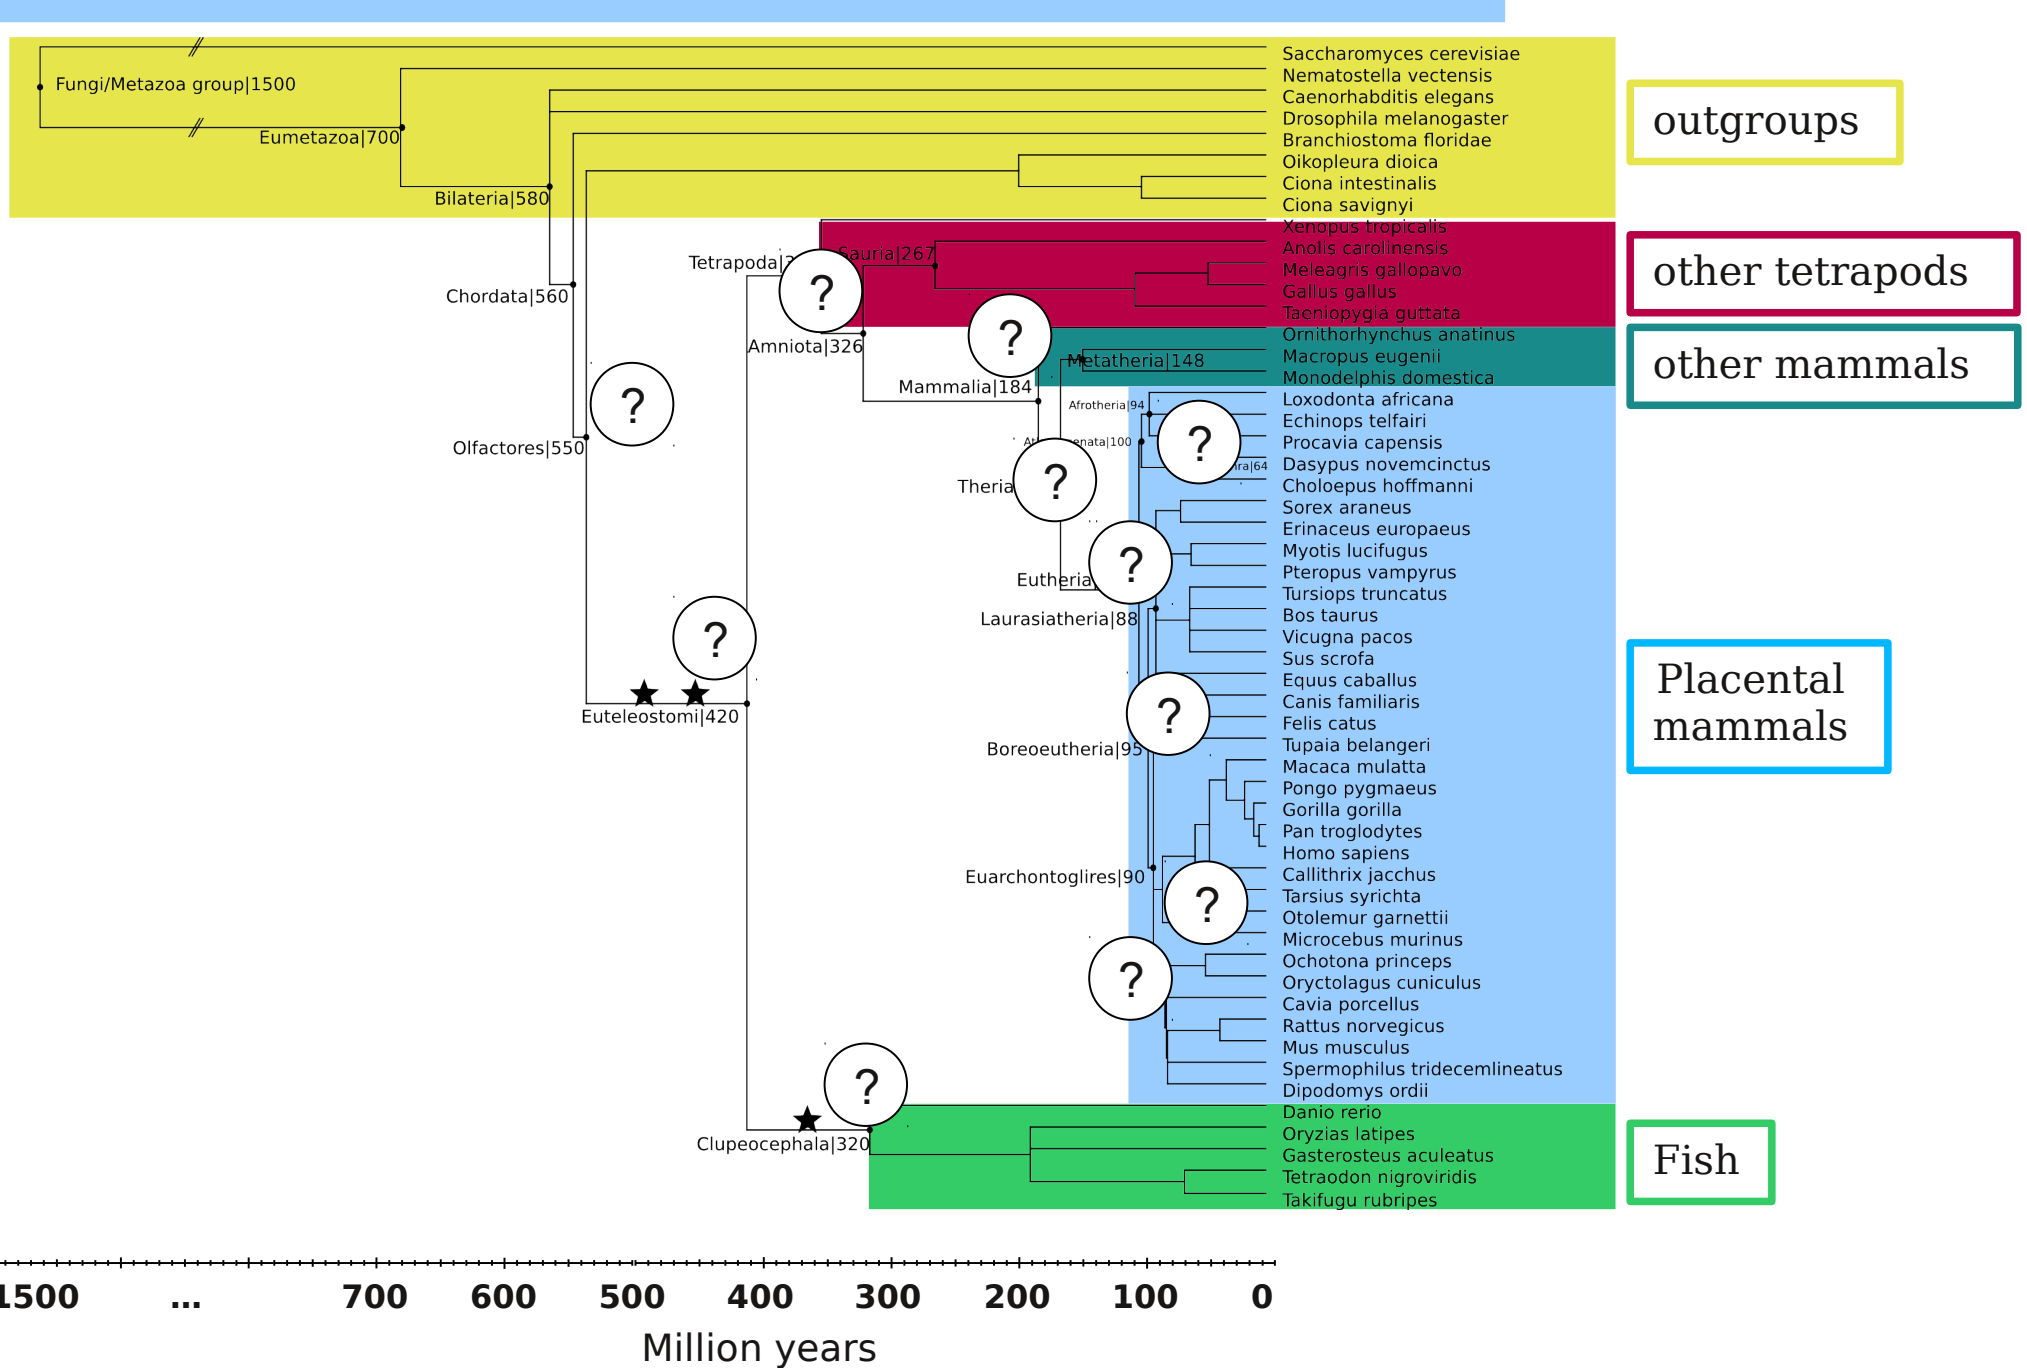 Saccharomyces cerevisiae
Fungi/Metazoa group|1500
Nematostella vectensis
Caenorhabditis elegans
outgroups
Drosophila melanogaster
Eumetazoa|700
Branchiostoma floridae
Oikopleura dioica
Ciona intestinalis
Bilateria|580
Ciona savignyi
Xenopus tropicalis
Sauria|267
Anolis carolinensis
Tetrapoda|3
Meleagris gallopavo
other tetrapods
?
Gallus gallus
Chordata|560
Taeniopygia guttata
?
Ornithorhynchus anatinus
Amniota|326
Macropus eugenii
Metatheria|148
other mammals
Monodelphis domestica
Mammalia|184
Loxodonta africana
Afrotheria|94
?
Echinops telfairi
Procavia capensis
At
enata|100
?
Olfactores|550
Dasypus novemcinctus
ra|64
Theria
?
Choloepus hoffmanni
Sorex araneus
Erinaceus europaeus
Myotis lucifugus
?
Pteropus vampyrus
Eutheria
Tursiops truncatus
Bos taurus
Laurasiatheria|88
Vicugna pacos
?
Sus scrofa
Equus caballus
Placental
mammals
Canis familiaris
Euteleostomi|420
?
Felis catus
Tupaia belangeri
Boreoeutheria|95
Macaca mulatta
Pongo pygmaeus
Gorilla gorilla
Pan troglodytes
Homo sapiens
Callithrix jacchus
Euarchontoglires|90
Tarsius syrichta
?
Otolemur garnettii
Microcebus murinus
Ochotona princeps
?
Oryctolagus cuniculus
Cavia porcellus
Rattus norvegicus
Mus musculus
Spermophilus tridecemlineatus
?
Dipodomys ordii
Danio rerio
Oryzias latipes
Clupeocephala|320
Gasterosteus aculeatus
Fish
Tetraodon nigroviridis
Takifugu rubripes
1500 ... 700 600 500 400 300 200 100 0
Million years